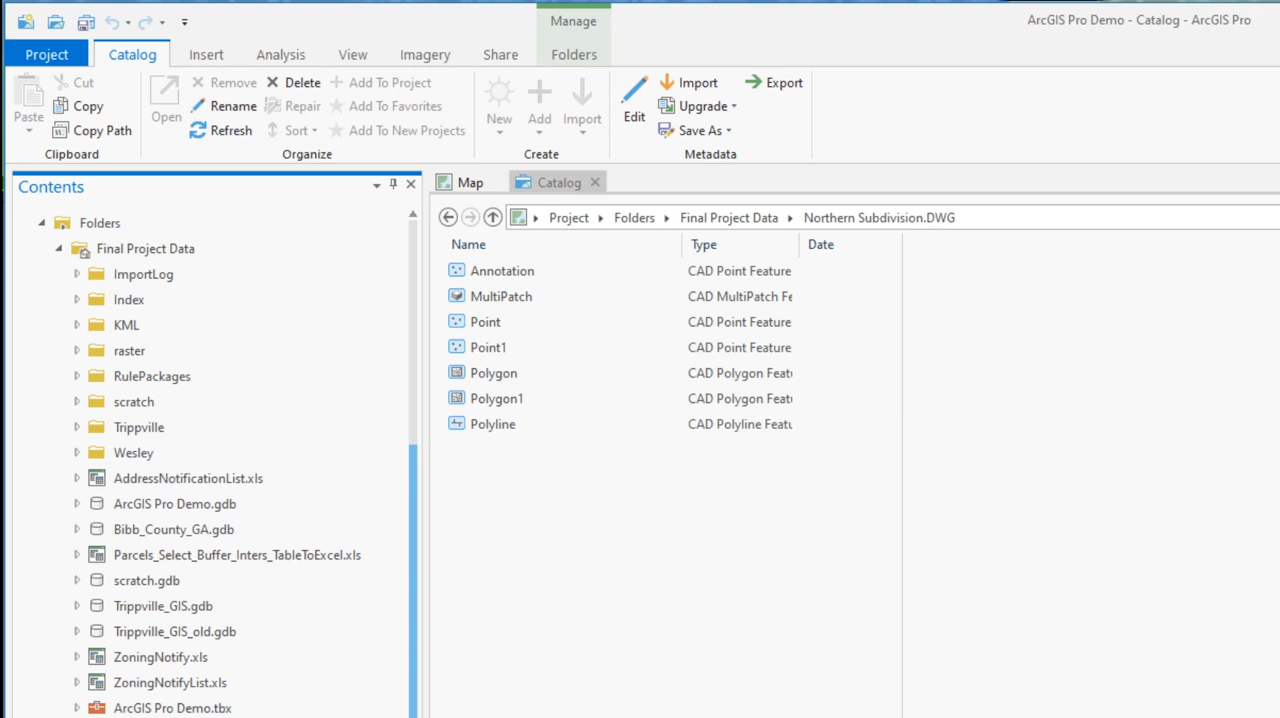 Manage
ArcGIS Pro Demo - Catalog - ArcGIS Pro
Project
Catalog
Insert
Analysis
View
Imagery
Share
Folders
Paste
Cut
Copy
Copy Path
Clipboard
Open
Remove
Rename
Refresh
Delete
Repair
Sort
Add To Project
Add To Favorites
Add To New Projects
Organize
New
Add
Import
Create
Edit
Import
Upgrade
Save As
Export
Metadata
Contents
Folders
Final Project Data
ImportLog
Index
KML
raster
RulePackages
scratch
Trippville
Wesley
AddressNotificationList.xls
ArcGIS Pro Demo.gdb
Bibb_County_GA.gdb
Parcels_Select_Buffer_Inters_TableToExcel.xls
scratch.gdb
Trippville_GIS.gdb
Trippville_GIS_old.gdb
ZoningNotify.xls
ZoningNotifyList.xls
ArcGIS Pro Demo.tbx
Map
Catalog
Project Folders Final Project Data Northern Subdivision.DWG
Name Type Date
Annotation CAD Point Feature
MultiPatch CAD MultiPatch Fe
Point CAD Point Feature
Point1 CAD Point Feature
Polygon CAD Polygon Featu
Polygon1 CAD Polygon Featu
Polyline CAD Polyline Featu